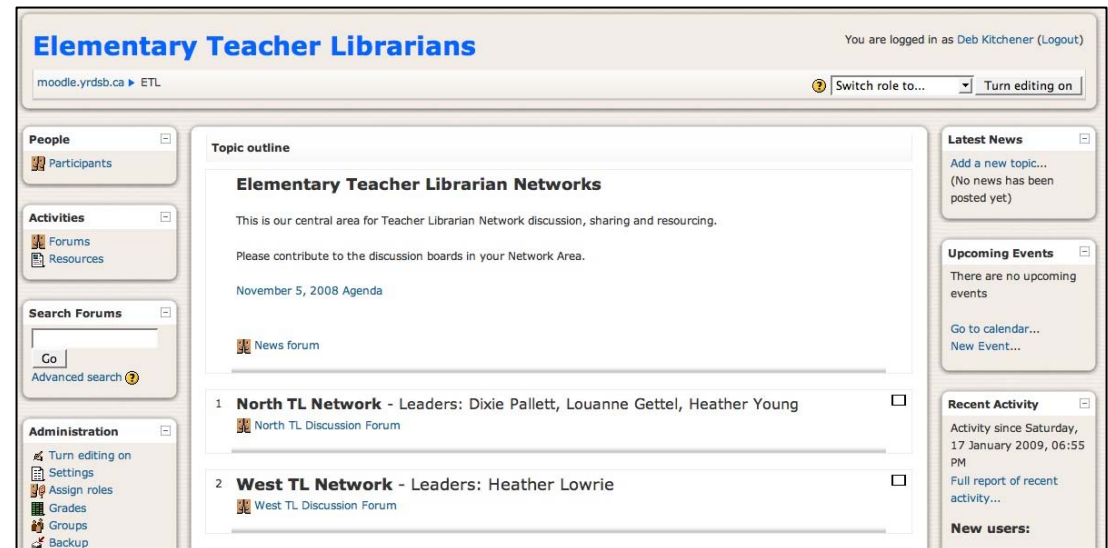 Elementary Teacher Librarians
You are logged in as Deb Kitchener (Logout)
moodle.yrdsb.ca ► ETL
Switch role to...
Turn editing on
People
Participants
Activities
Forums
Resources
Search Forums
Go
Advanced search
Administration
Turn editing on
Settings
Assign roles
Grades
Groups
Backup
Topic outline
Elementary Teacher Librarian Networks
This is our central area for Teacher Librarian Network discussion, sharing and resourcing.
Please contribute to the discussion boards in your Network Area.
November 5, 2008 Agenda
News forum
1 North TL Network - Leaders: Dixie Pallett, Louanne Gettel, Heather Young
North TL Discussion Forum
2 West TL Network - Leaders: Heather Lowrie
West TL Discussion Forum
Latest News
Add a new topic...
(No news has been
posted yet)
Upcoming Events
There are no upcoming
events
Go to calendar...
New Event...
Recent Activity
Activity since Saturday,
17 January 2009, 06:55
PM
Full report of recent
activity...
New users: